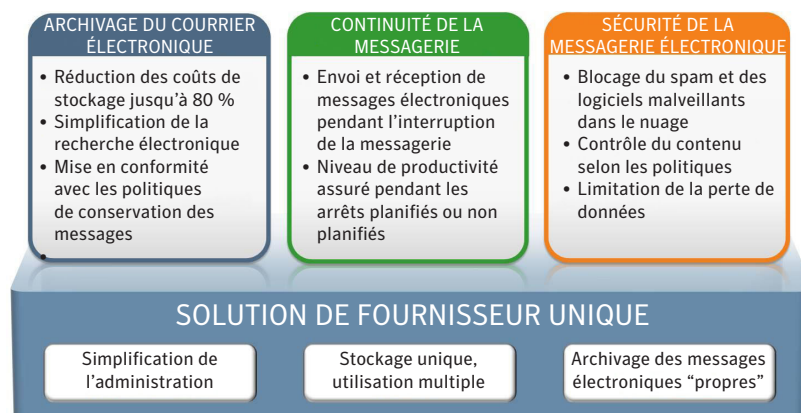 ARCHIVAGE DU COURRIER
ÉLECTRONIQUE
• Réduction des coûts de
stockage jusqu'à 80 %
• Simplification de la
recherche électronique
• Mise en conformité
avec les politiques
de conservation des
messages
•
CONTINUITÉ DE LA
MESSAGERIE
• Envoi et réception de
messages électroniques
pendant l'interruption
de la messagerie
• Niveau de productivité
assuré pendant les
arrêts planifiés ou non
planifiés
SÉCURITÉ DE LA
MESSAGERIE ÉLECTRONIQUE
• Blocage du spam et des
logiciels malveillants
dans le nuage
• Contrôle du contenu
selon les politiques
• Limitation de la perte de
données
SOLUTION DE FOURNISSEUR UNIQUE
Simplification de
l'administration
Stockage unique,
utilisation multiple
Archivage des messages
électroniques “propres”